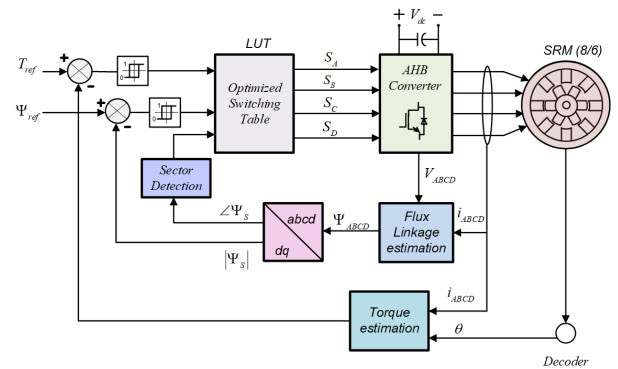 + V_dc −
LUT
SRM (8/6)
T_ref + −
1 0
S_A
AHB Converter
Optimized Switching Table
S_B
Ψ_ref + −
1 0
S_C
S_D
Sector Detection
V_ABCD
∠Ψ_S
abcd
dq
Ψ_ABCD
Flux Linkage estimation
i_ABCD
|Ψ_S|
Torque estimation
i_ABCD
θ
Decoder